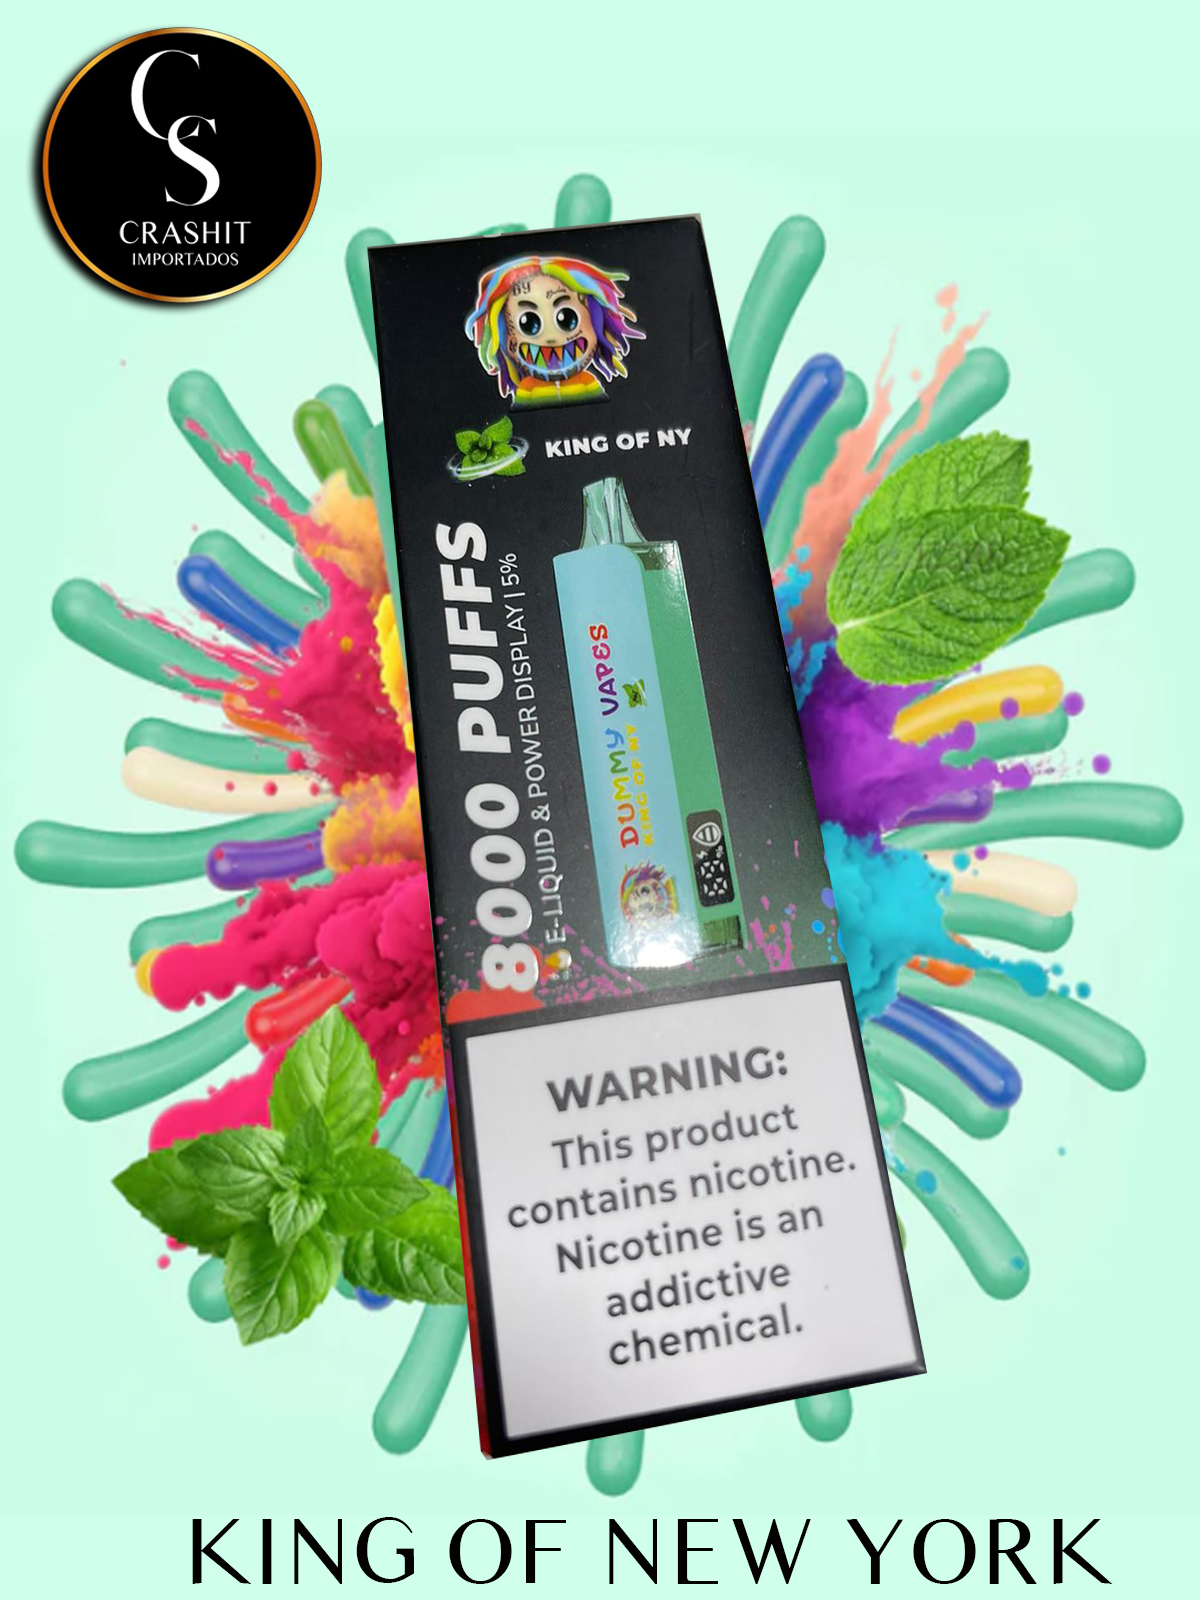 CS
CRASHIT
IMPORTADOS
KING OF NY
8000 PUFFS
E-LIQUID & POWER DISPLAY | 5%
DUMMY VAPES
KING OF NY
WARNING:
This product
contains nicotine.
Nicotine is an
addictive
chemical.
KING OF NEW YORK